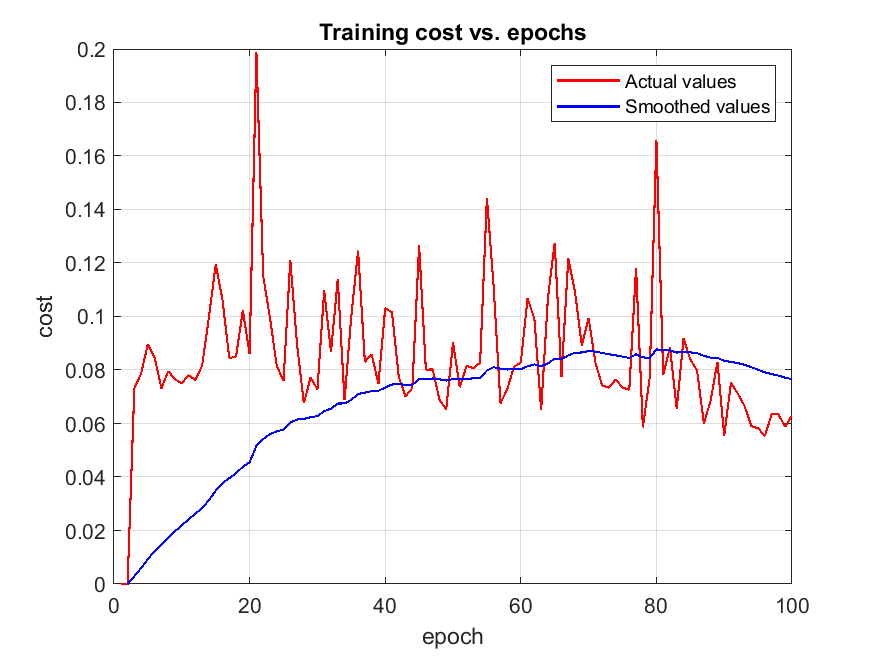 Training cost vs. epochs
Actual values
Smoothed values
0.2
0.18
0.16
0.14
0.12
0.1
0.08
0.06
0.04
0.02
0
cost
0 20 40 60 80 100
epoch